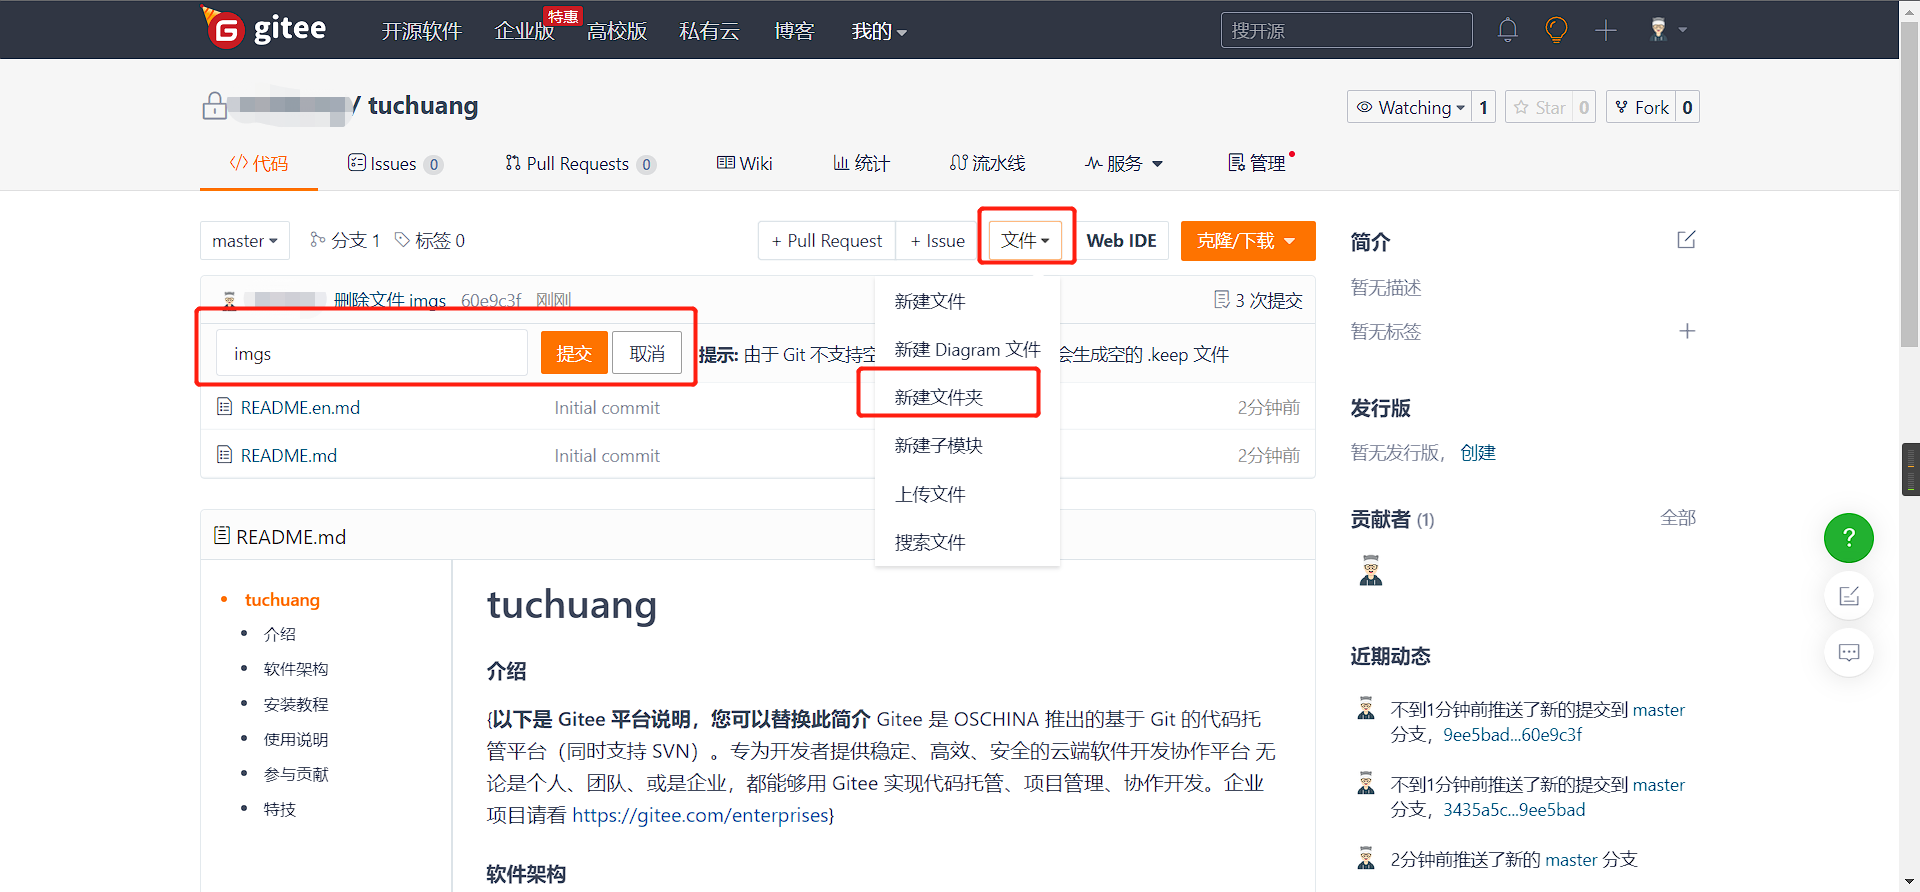 gitee 开源软件 企业版 特惠 高校版 私有云 博客 我的 搜开源
/ tuchuang Watching 1 Star 0 Fork 0
代码 Issues 0 Pull Requests 0 Wiki 统计 流水线 服务 管理
master 分支 1 标签 0 + Pull Request + Issue 文件 Web IDE 克隆/下载
删除文件 imgs 60e9c3f 刚刚 3 次提交
imgs 提交 取消 提示: 由于 Git 不支持空 会生成空的 .keep 文件
README.en.md Initial commit 2分钟前
README.md Initial commit 2分钟前
新建文件
新建 Diagram 文件
新建文件夹
新建子模块
上传文件
搜索文件
README.md
tuchuang
介绍
软件架构
安装教程
使用说明
参与贡献
特技
tuchuang
介绍
{以下是 Gitee 平台说明，您可以替换此简介 Gitee 是 OSCHINA 推出的基于 Git 的代码托
管平台（同时支持 SVN）。专为开发者提供稳定、高效、安全的云端软件开发协作平台 无
论是个人、团队、或是企业，都能够用 Gitee 实现代码托管、项目管理、协作开发。企业
项目请看 https://gitee.com/enterprises}
软件架构
简介
暂无描述
暂无标签
发行版
暂无发行版， 创建
贡献者 (1) 全部
近期动态
不到1分钟前推送了新的提交到 master
分支，9ee5bad...60e9c3f
不到1分钟前推送了新的提交到 master
分支，3435a5c...9ee5bad
2分钟前推送了新的 master 分支
?